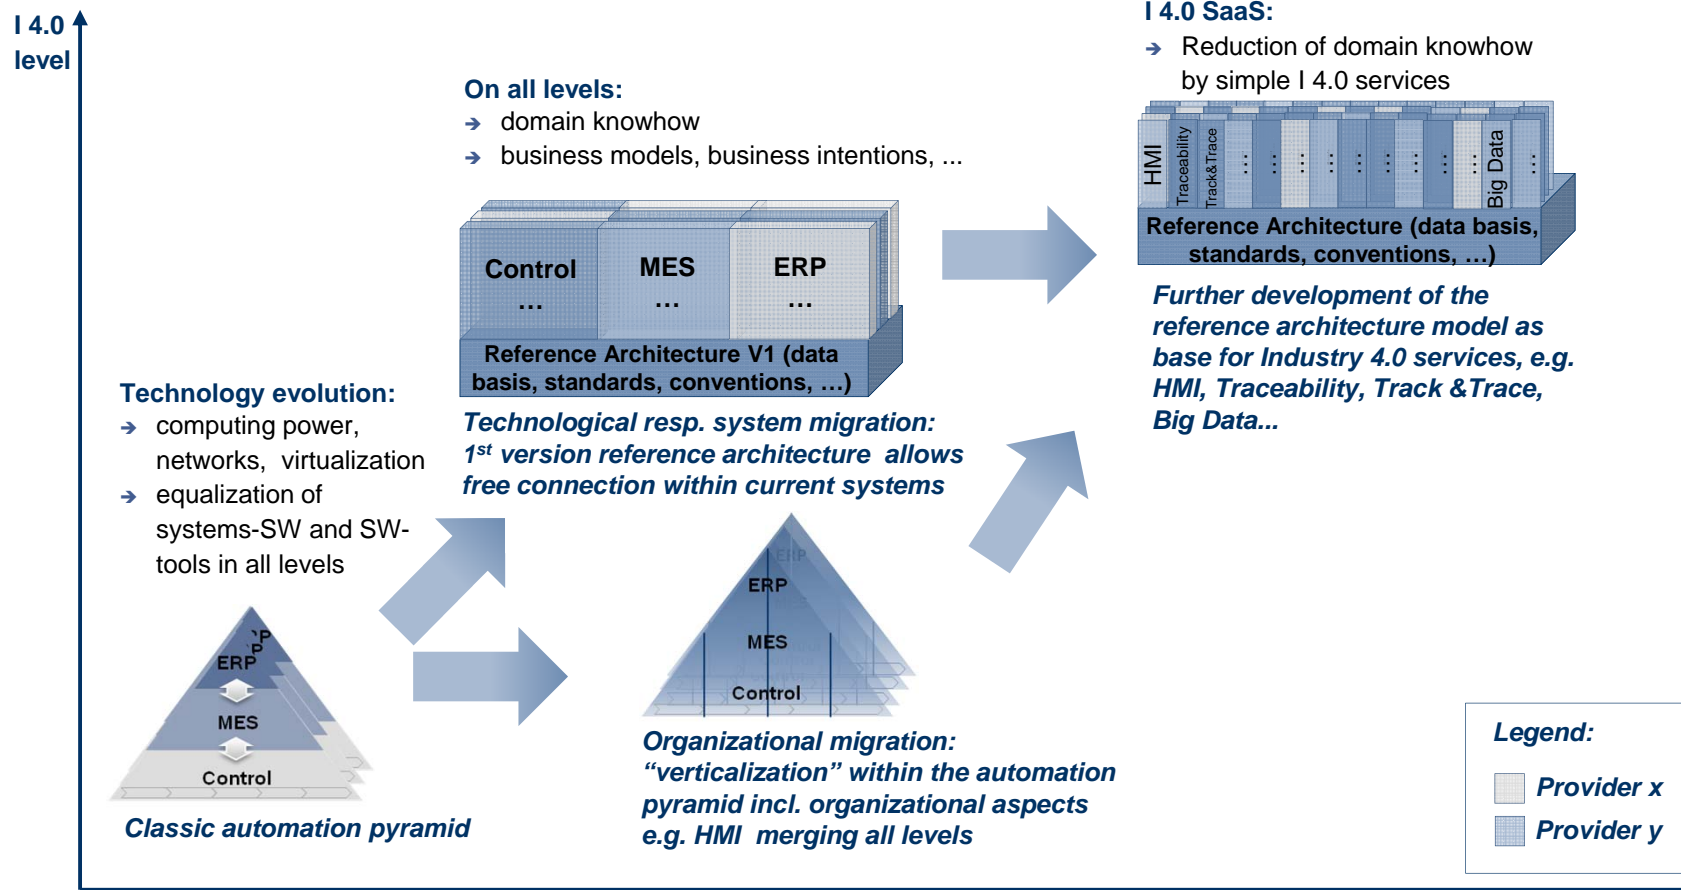 I 4.0
level
I 4.0 SaaS:
➔ Reduction of domain knowhow
by simple I 4.0 services
HMI
Traceability
Track&Trace
...
...
...
...
...
...
...
...
...
Big Data
...
Reference Architecture (data basis,
standards, conventions, …)
Further development of the
reference architecture model as
base for Industry 4.0 services, e.g.
HMI, Traceability, Track &Trace,
Big Data...
On all levels:
➔ domain knowhow
➔ business models, business intentions, ...
Control
...
MES
...
ERP
...
Reference Architecture V1 (data
basis, standards, conventions, …)
Technological resp. system migration:
1st version reference architecture allows
free connection within current systems
Technology evolution:
➔ computing power,
networks, virtualization
➔ equalization of
systems-SW and SW-
tools in all levels
ERP
MES
Control
Classic automation pyramid
ERP
ERP
MES
MES
Control
Organizational migration:
“verticalization” within the automation
pyramid incl. organizational aspects
e.g. HMI merging all levels
Legend:
Provider x
Provider y